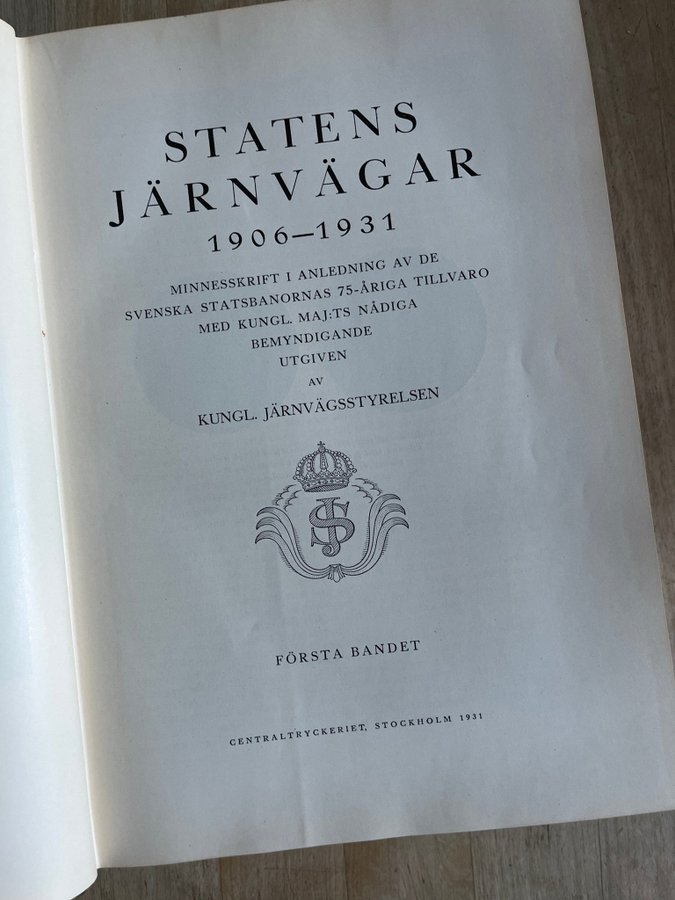 STATENS
JÄRNVÄGAR
1906—1931
MINNESSKRIFT I ANLEDNING AV DE
SVENSKA STATSBANORNAS 75-ÅRIGA TILLVARO
MED KUNGL. MAJ:TS NÅDIGA
BEMYNDIGANDE
UTGIVEN
AV
KUNGL. JÄRNVÄGSSTYRELSEN
SJ
FÖRSTA BANDET
CENTRALTRYCKERIET, STOCKHOLM 1931